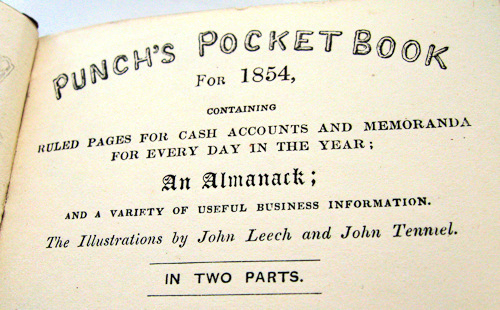 PUNCH'S POCKET BOOK
FOR 1854,
CONTAINING
RULED PAGES FOR CASH ACCOUNTS AND MEMORANDA
FOR EVERY DAY IN THE YEAR;
An Almanack;
AND A VARIETY OF USEFUL BUSINESS INFORMATION.
The Illustrations by John Leech and John Tenniel.
IN TWO PARTS.